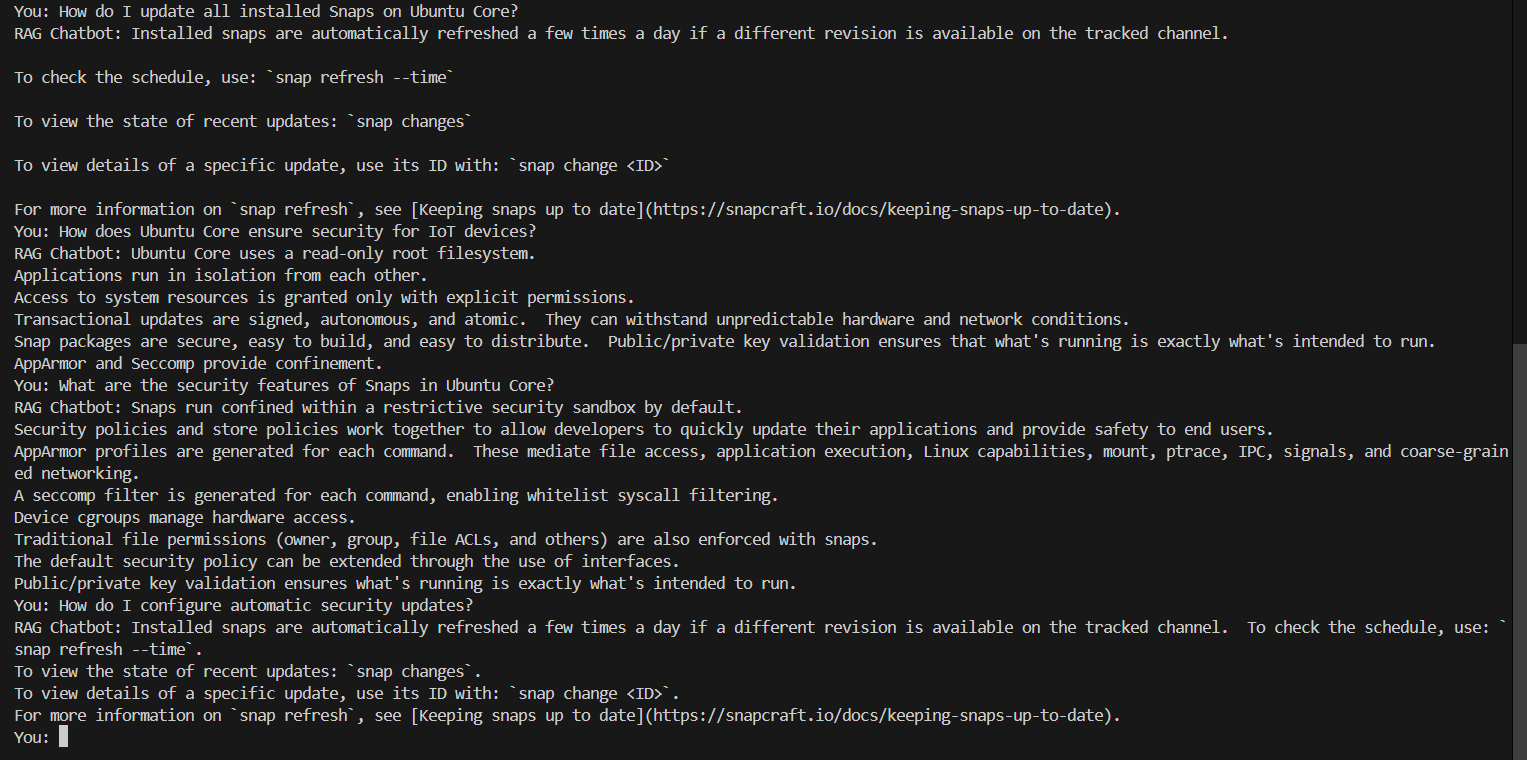 You: How do I update all installed Snaps on Ubuntu Core?
RAG Chatbot: Installed snaps are automatically refreshed a few times a day if a different revision is available on the tracked channel.
To check the schedule, use: `snap refresh --time`
To view the state of recent updates: `snap changes`
To view details of a specific update, use its ID with: `snap change <ID>`
For more information on `snap refresh`, see [Keeping snaps up to date](https://snapcraft.io/docs/keeping-snaps-up-to-date).
You: How does Ubuntu Core ensure security for IoT devices?
RAG Chatbot: Ubuntu Core uses a read-only root filesystem.
Applications run in isolation from each other.
Access to system resources is granted only with explicit permissions.
Transactional updates are signed, autonomous, and atomic.  They can withstand unpredictable hardware and network conditions.
Snap packages are secure, easy to build, and easy to distribute.  Public/private key validation ensures that what's running is exactly what's intended to run.
AppArmor and Seccomp provide confinement.
You: What are the security features of Snaps in Ubuntu Core?
RAG Chatbot: Snaps run confined within a restrictive security sandbox by default.
Security policies and store policies work together to allow developers to quickly update their applications and provide safety to end users.
AppArmor profiles are generated for each command.  These mediate file access, application execution, Linux capabilities, mount, ptrace, IPC, signals, and coarse-grain
ed networking.
A seccomp filter is generated for each command, enabling whitelist syscall filtering.
Device cgroups manage hardware access.
Traditional file permissions (owner, group, file ACLs, and others) are also enforced with snaps.
The default security policy can be extended through the use of interfaces.
Public/private key validation ensures what's running is exactly what's intended to run.
You: How do I configure automatic security updates?
RAG Chatbot: Installed snaps are automatically refreshed a few times a day if a different revision is available on the tracked channel.  To check the schedule, use: `
snap refresh --time`.
To view the state of recent updates: `snap changes`.
To view details of a specific update, use its ID with: `snap change <ID>`.
For more information on `snap refresh`, see [Keeping snaps up to date](https://snapcraft.io/docs/keeping-snaps-up-to-date).
You: